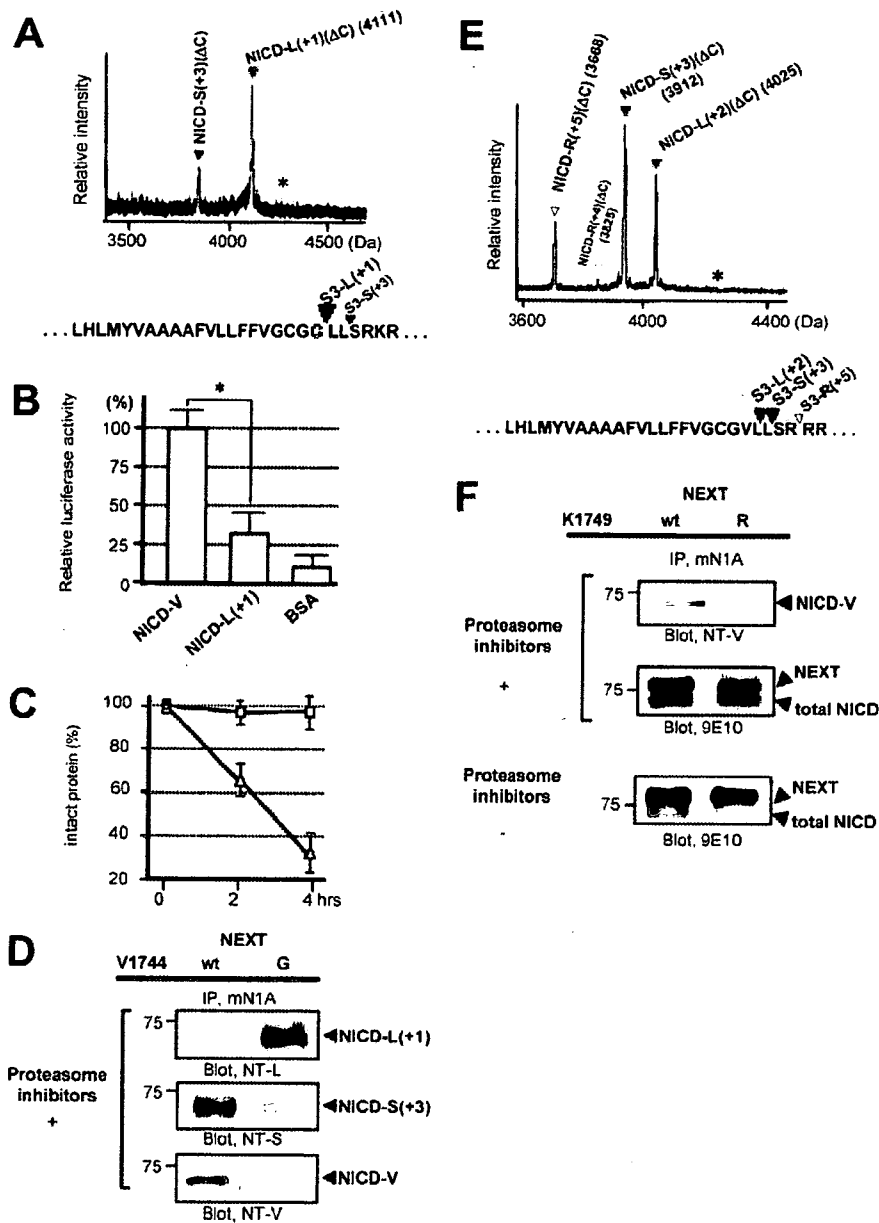 A
NICD-L(+1)(ΔC) (4111)
NICD-S(+3)(ΔC)
*
Relative intensity
3500 4000 4500 (Da)
S3-L(+1)
S3-S(+3)
...LHLMYVAAAAFVLLFFVGCG LLSRKR...
B
(%)
*
100
75
50
25
0
Relative luciferase activity
NICD-V
NICD-L(+1)
BSA
C
100
80
60
40
20
intact protein (%)
0 2 4 hrs
D
NEXT
V1744 wt G
IP, mN1A
75
NICD-L(+1)
Blot, NT-L
Proteasome
inhibitors
+
75
NICD-S(+3)
Blot, NT-S
75
NICD-V
Blot, NT-V
E
NICD-R(+5)(ΔC) (3668)
NICD-R(+4)(ΔC)
(3825)
NICD-S(+3)(ΔC)
(3912)
NICD-L(+2)(ΔC) (4025)
*
Relative intensity
3600 4000 4400 (Da)
S3-L(+2)
S3-S(+3)
S3-R(+5)
...LHLMYVAAAAFVLLFFVGCGVLLSR RR...
F
NEXT
K1749 wt R
IP, mN1A
75
NICD-V
Blot, NT-V
Proteasome
inhibitors
+
75
NEXT
total NICD
Blot, 9E10
Proteasome
inhibitors
-
75
NEXT
total NICD
Blot, 9E10